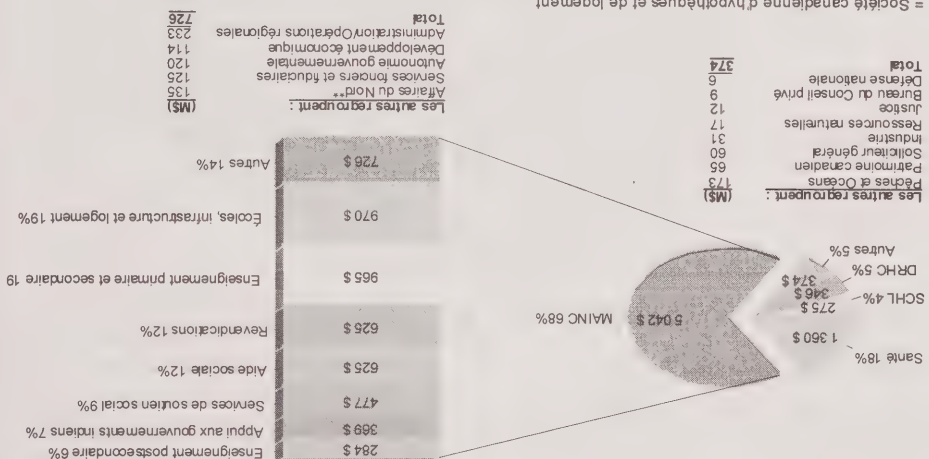 Enseignement postsecondaire 6%
284 $
Appui aux gouvernements indiens 7%
369 $
Services de soutien social 9%
477 $
Aide sociale 12%
625 $
Revendications 12%
625 $
Enseignement primaire et secondaire 19
965 $
Écoles, infrastructure et logement 19%
970 $
Autres 14%
726 $
Santé 18%
1 360 $
MAINC 68%
5 042 $
SCHL 4%
275 $
DRHC 5%
346 $
Autres 5%
374 $
Les autres regroupent : (M$)
Pêches et Océans 173
Patrimoine canadien 65
Solliciteur général 60
Industrie 31
Ressources naturelles 17
Justice 12
Bureau du Conseil privé 9
Défense nationale 6
Total 374
Les autres regroupent : (M$)
Affaires du Nord** 135
Services fonciers et fiduciaires 125
Autonomie gouvernementale 120
Développement économique 114
Administration/Opérations régionales 233
Total 726
= Société canadienne d'hypothèques et de logement